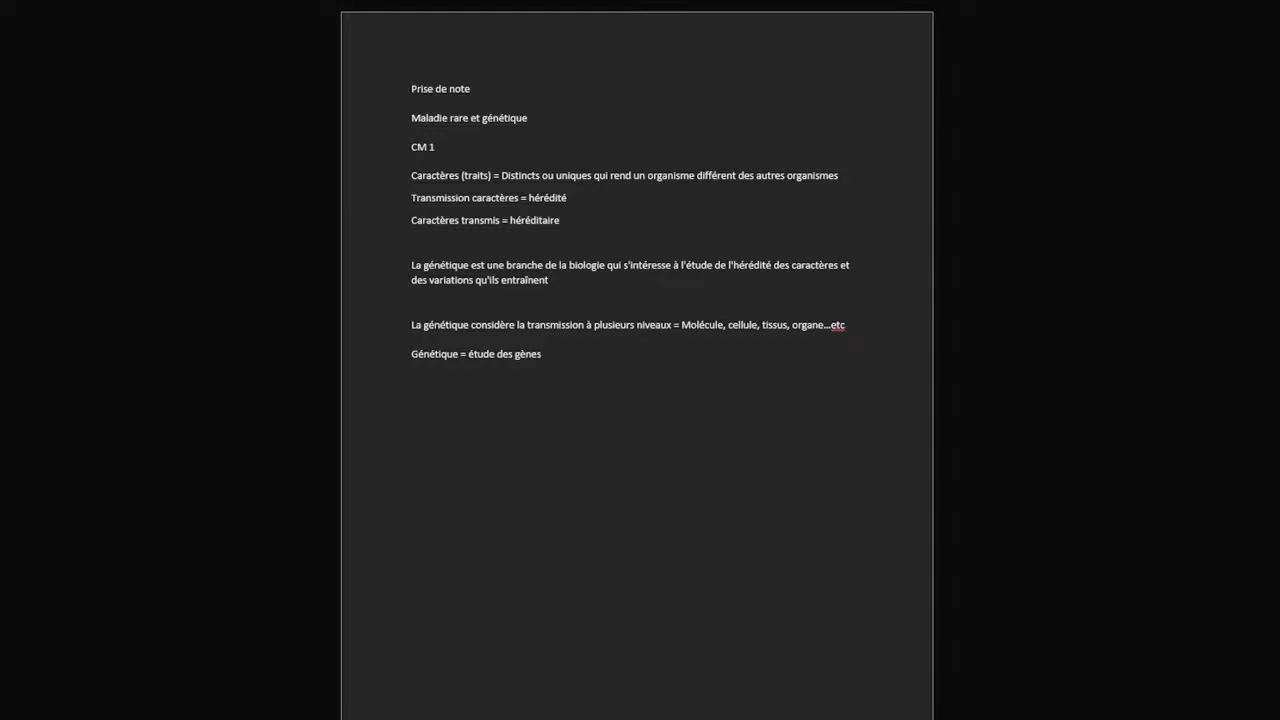 Prise de note
Maladie rare et génétique
CM 1
Caractères (traits) = Distincts ou uniques qui rend un organisme différent des autres organismes
Transmission caractères = hérédité
Caractères transmis = héréditaire
La génétique est une branche de la biologie qui s'intéresse à l'étude de l'hérédité des caractères et
des variations qu'ils entraînent
La génétique considère la transmission à plusieurs niveaux = Molécule, cellule, tissus, organe...etc
Génétique = étude des gènes